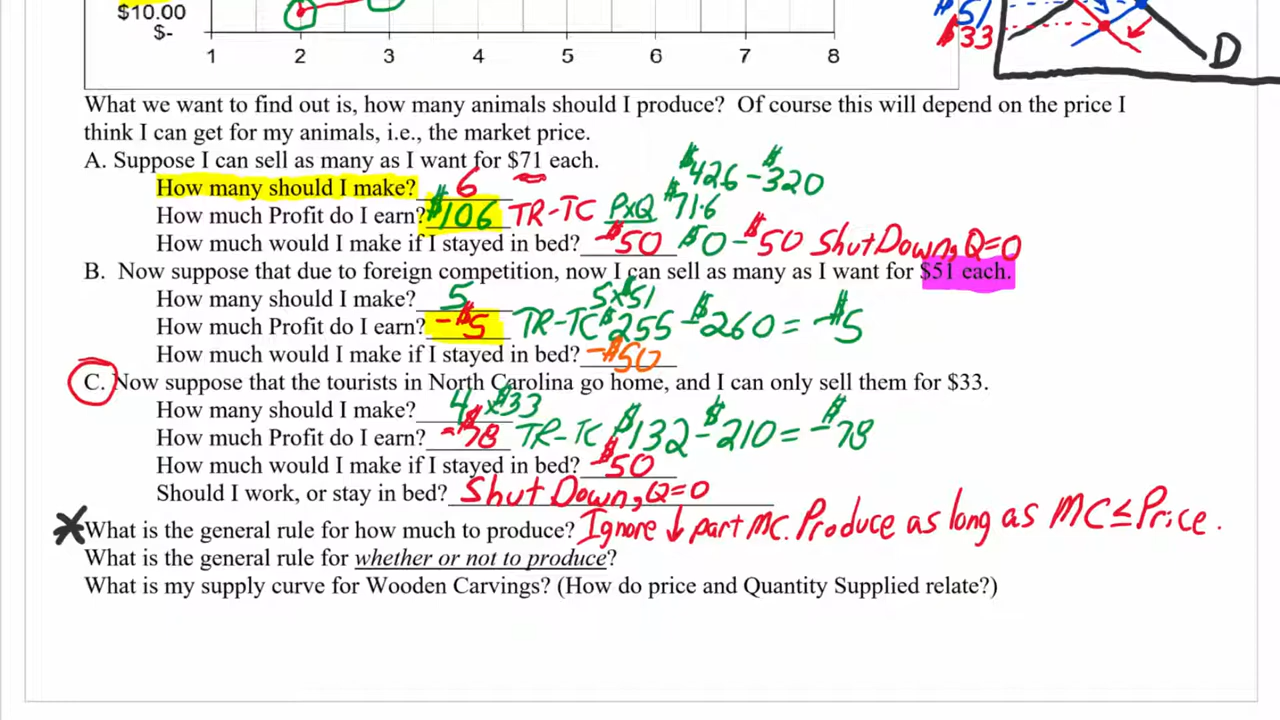 $10.00
$-
1 2 3 4 5 6 7 8
$51
$33
D
What we want to find out is, how many animals should I produce? Of course this will depend on the price I
think I can get for my animals, i.e., the market price.
A. Suppose I can sell as many as I want for $71 each.
$426 - $320
How many should I make? 6
How much Profit do I earn? $106 TR-TC PxQ $71·6
How much would I make if I stayed in bed? -$50 $0 - $50 Shut Down, Q=0
B. Now suppose that due to foreign competition, now I can sell as many as I want for $51 each.
How many should I make? 5 5x$51
How much Profit do I earn? -$5 TR-TC $255 - $260 = -$5
How much would I make if I stayed in bed? -$50
C. Now suppose that the tourists in North Carolina go home, and I can only sell them for $33.
How many should I make? 4 x$33
How much Profit do I earn? -$78 TR-TC $132 - $210 = -$78
How much would I make if I stayed in bed? -$50
Should I work, or stay in bed? Shut Down, Q=0
What is the general rule for how much to produce? Ignore ↓ part MC. Produce as long as MC ≤ Price.
What is the general rule for whether or not to produce?
What is my supply curve for Wooden Carvings? (How do price and Quantity Supplied relate?)